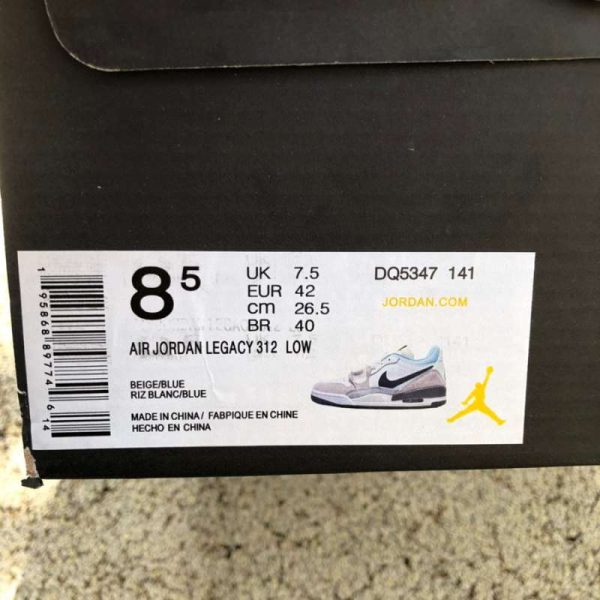 8⁵
UK 7.5
EUR 42
cm 26.5
BR 40
DQ5347 141
JORDAN.COM
AIR JORDAN LEGACY 312 LOW
BEIGE/BLUE
RIZ BLANC/BLUE
MADE IN CHINA / FABPIQUE EN CHINE
HECHO EN CHINA
1 95868 89774 6 14